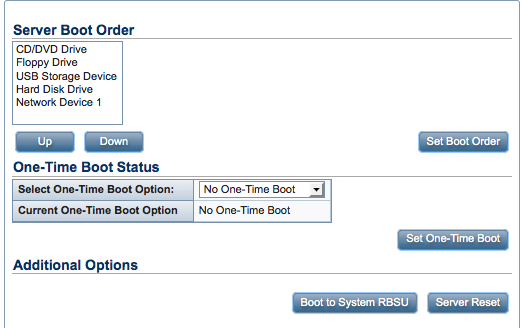 Server Boot Order
CD/DVD Drive
Floppy Drive
USB Storage Device
Hard Disk Drive
Network Device 1
Up Down Set Boot Order
One-Time Boot Status
Select One-Time Boot Option: No One-Time Boot
Current One-Time Boot Option No One-Time Boot
Set One-Time Boot
Additional Options
Boot to System RBSU Server Reset